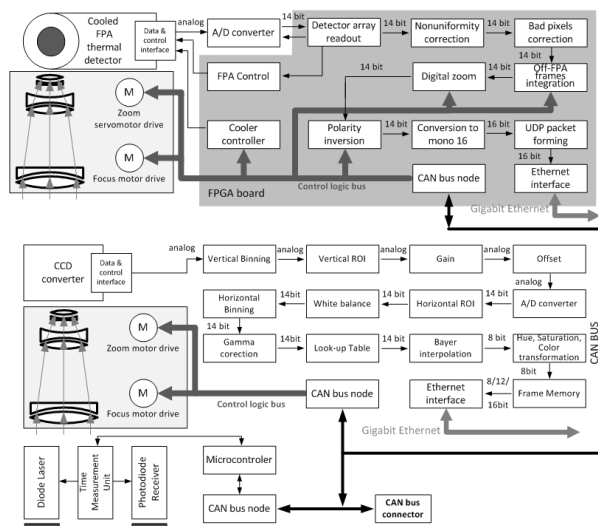 Cooled
FPA
thermal
detector
Data &
control
interface
analog
A/D converter
14 bit
Detector array
readout
14 bit
Nonuniformity
correction
14 bit
Bad pixels
correction
14 bit
FPA Control
14 bit
Digital zoom
14 bit
Off-FPA
frames
integration
M
Zoom
servomotor drive
M
Focus motor drive
Cooler
controller
Polarity
inversion
14 bit
Conversion to
mono 16
16 bit
UDP packet
forming
16 bit
FPGA board
Control logic bus
CAN bus
node
Ethernet
interface
Gigabit Ethernet
CCD
converter
Data &
control
interface
analog
Vertical Binning
analog
Vertical ROI
analog
Gain
analog
Offset
analog
Horizontal
Binning
14bit
White balance
14 bit
Horizontal ROI
14 bit
A/D converter
14 bit
Gamma
corection
14bit
Look-up Table
14 bit
Bayer
interpolation
8 bit
Hue, Saturation,
Color
transformation
8bit
M
Zoom motor drive
M
Focus motor drive
Control logic bus
CAN bus
node
Ethernet
interface
8/12/
16bit
Frame Memory
Gigabit Ethernet
CAN BUS
Diode Laser
Time
Measurement
Unit
Photodiode
Receiver
Microcontroler
CAN bus
node
CAN bus
connector